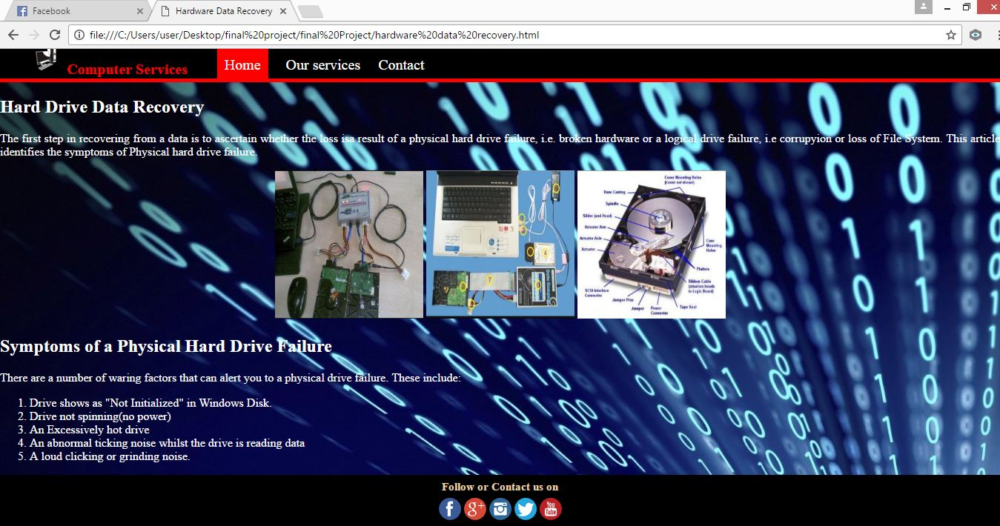 Facebook
Hardware Data Recovery
file:///C:/Users/user/Desktop/final%20project/final%20Project/hardware%20data%20recovery.html
Computer Services Home Our services Contact
Hard Drive Data Recovery
The first step in recovering from a data is to ascertain whether the loss isa result of a physical hard drive failure, i.e. broken hardware or a logical drive failure, i.e corrupyion or loss of File System. This article
identifies the symptoms of Physical hard drive failure.
Cover Mounting Holes
(Cover not shown)
Base Casting
Spindle
Slider (and Head)
Actuator Arm
Actuator Axis
Actuator
Case
Mounting
Holes
Platters
Ribbon Cable
(attaches heads
to Logic Board)
SCSI Interface
Connector
Jumper Pins
Jumper
Power
Connector
Tape Seal
Symptoms of a Physical Hard Drive Failure
There are a number of waring factors that can alert you to a physical drive failure. These include:
1. Drive shows as "Not Initialized" in Windows Disk.
2. Drive not spinning(no power)
3. An Excessively hot drive
4. An abnormal ticking noise whilst the drive is reading data
5. A loud clicking or grinding noise.
Follow or Contact us on
f g+ You Tube